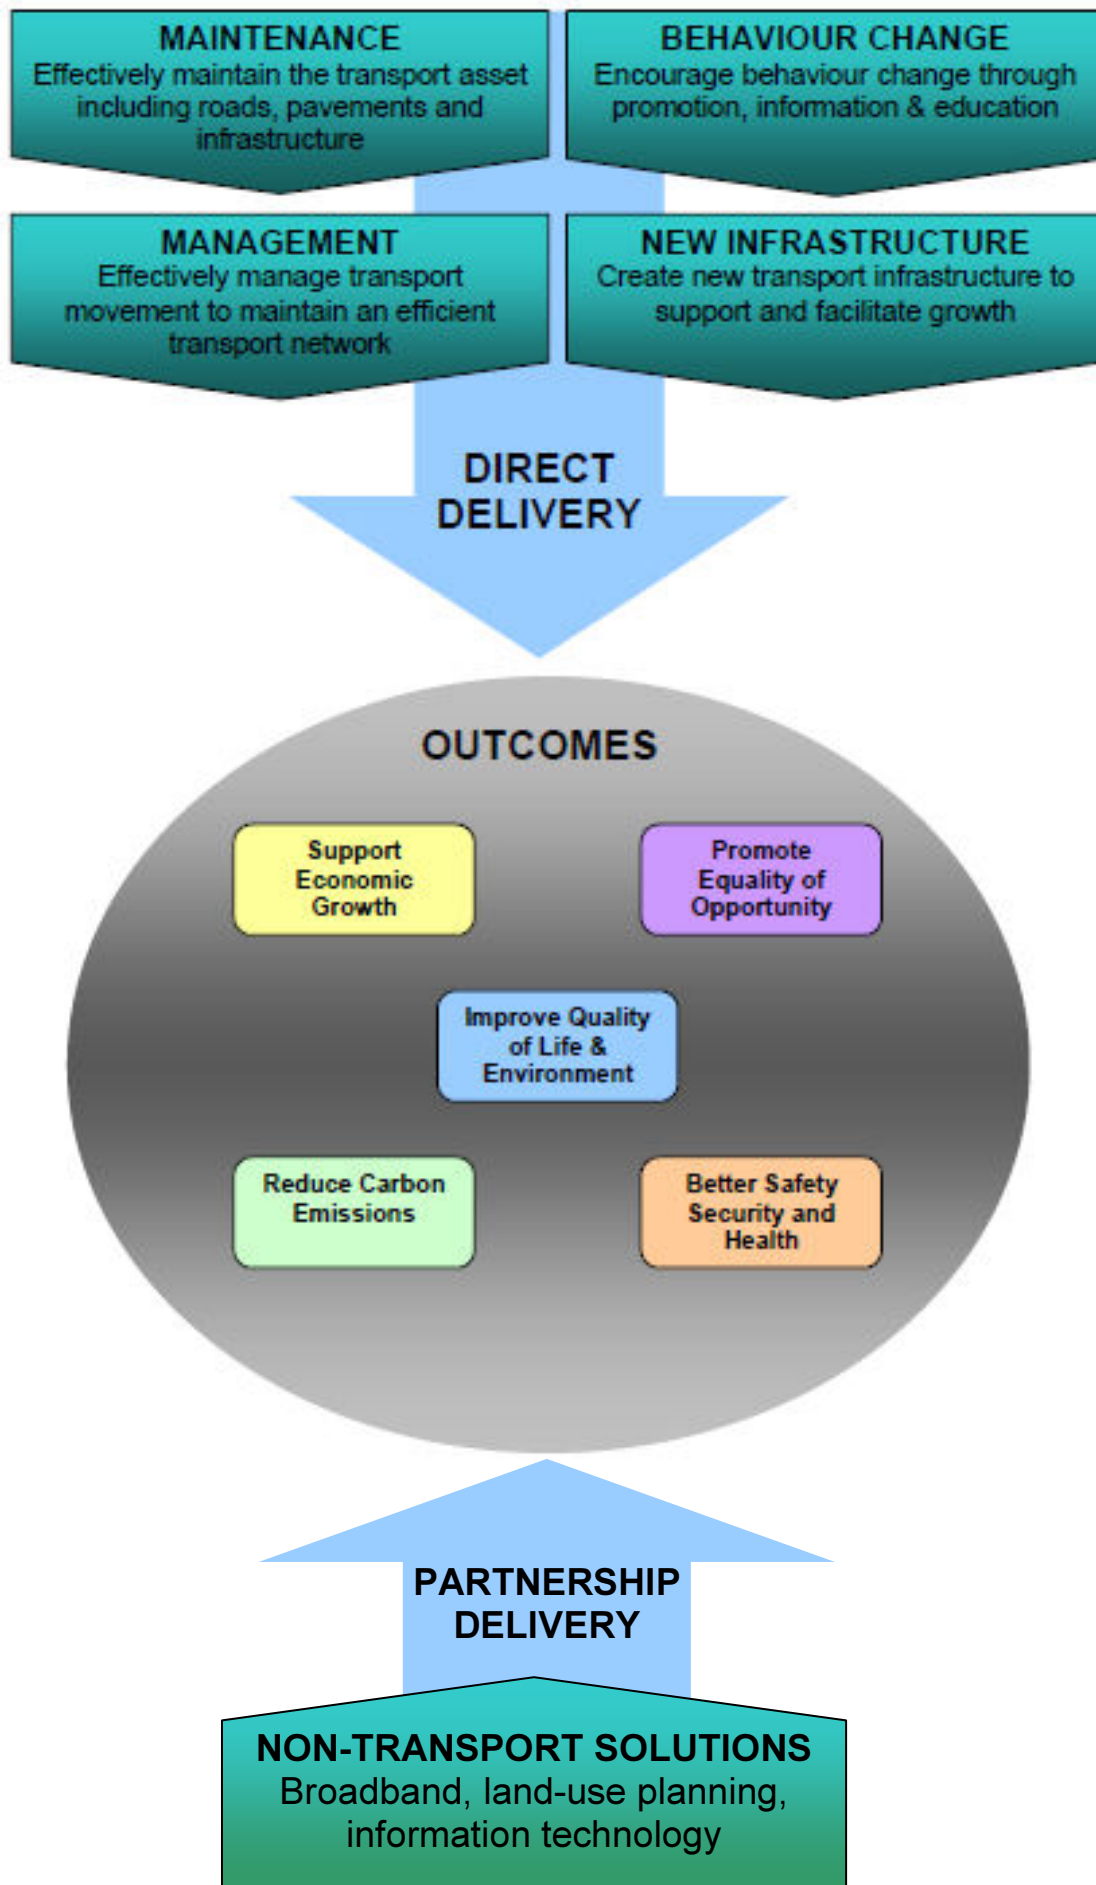 MAINTENANCE
Effectively maintain the transport asset
including roads, pavements and
infrastructure
BEHAVIOUR CHANGE
Encourage behaviour change through
promotion, information & education
MANAGEMENT
Effectively manage transport
movement to maintain an efficient
transport network
NEW INFRASTRUCTURE
Create new transport infrastructure to
support and facilitate growth
DIRECT
DELIVERY
OUTCOMES
Support
Economic
Growth
Promote
Equality of
Opportunity
Improve Quality
of Life &
Environment
Reduce Carbon
Emissions
Better Safety
Security and
Health
PARTNERSHIP
DELIVERY
NON-TRANSPORT SOLUTIONS
Broadband, land-use planning,
information technology